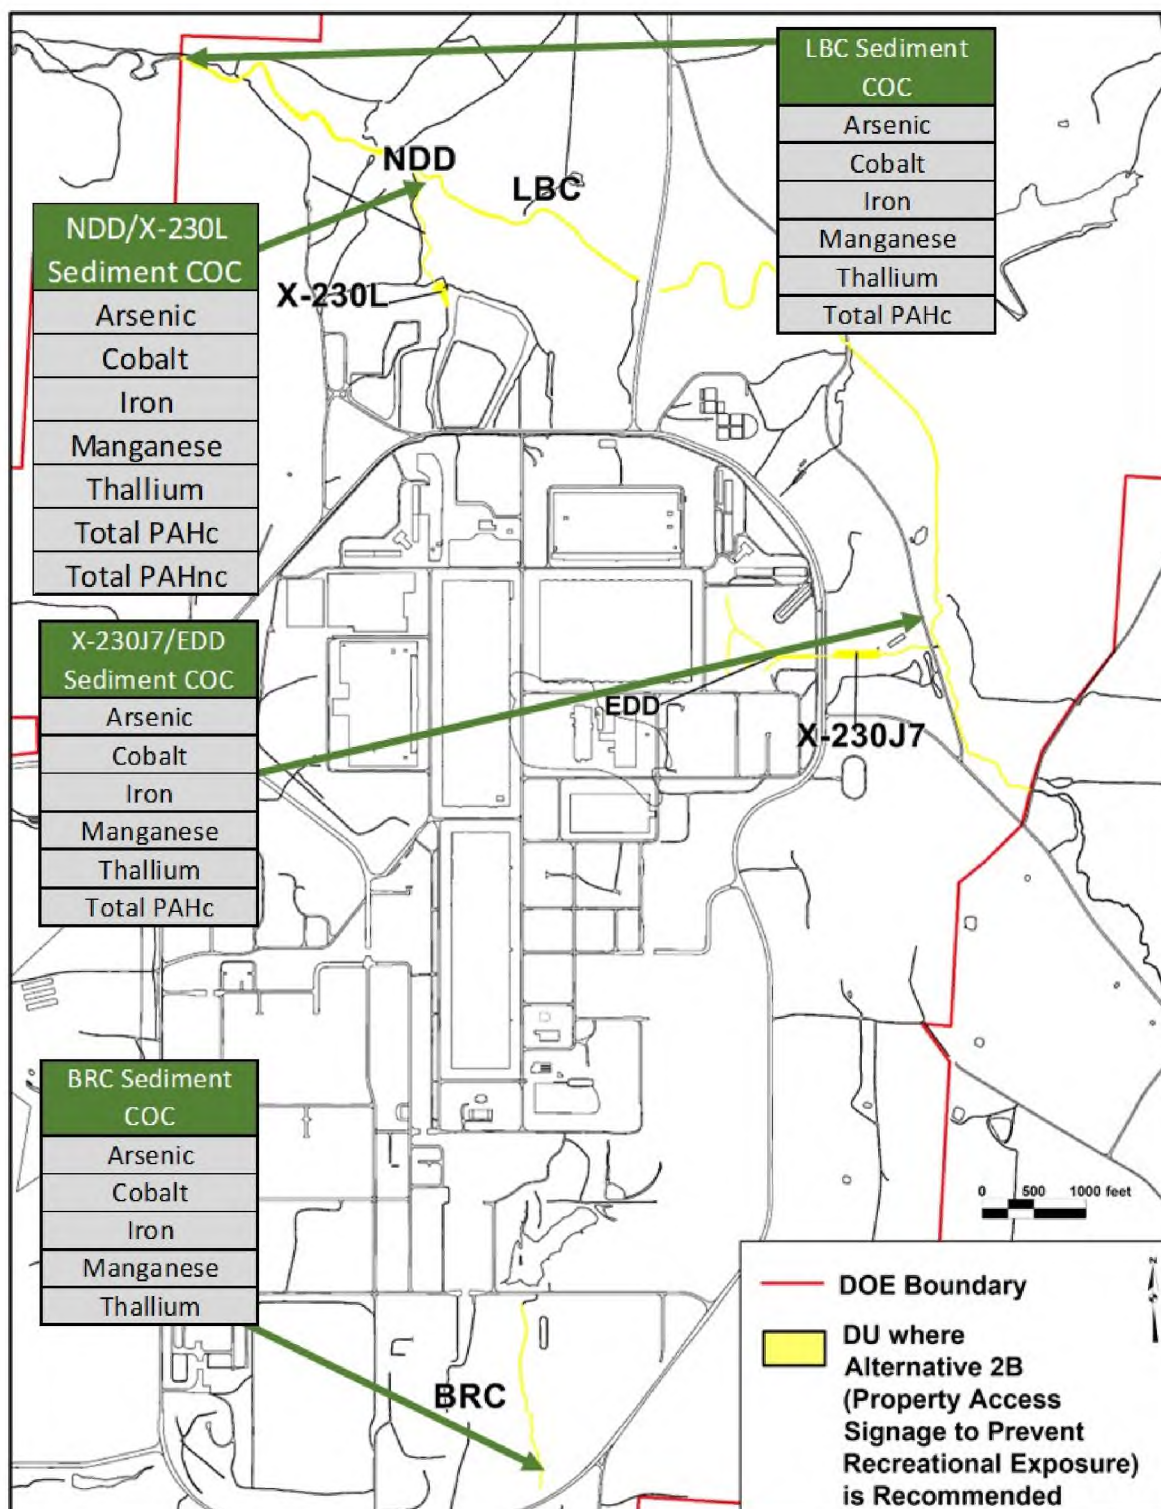 LBC Sediment
COC
Arsenic
Cobalt
Iron
Manganese
Thallium
Total PAHc
NDD
LBC
NDD/X-230L
Sediment COC
Arsenic
Cobalt
Iron
Manganese
Thallium
Total PAHc
Total PAHnc
X-230L
X-230J7/EDD
Sediment COC
Arsenic
Cobalt
Iron
Manganese
Thallium
Total PAHc
EDD
X-230J7
BRC Sediment
COC
Arsenic
Cobalt
Iron
Manganese
Thallium
BRC
0 500 1000 feet
N
DOE Boundary
DU where
Alternative 2B
(Property Access
Signage to Prevent
Recreational Exposure)
is Recommended